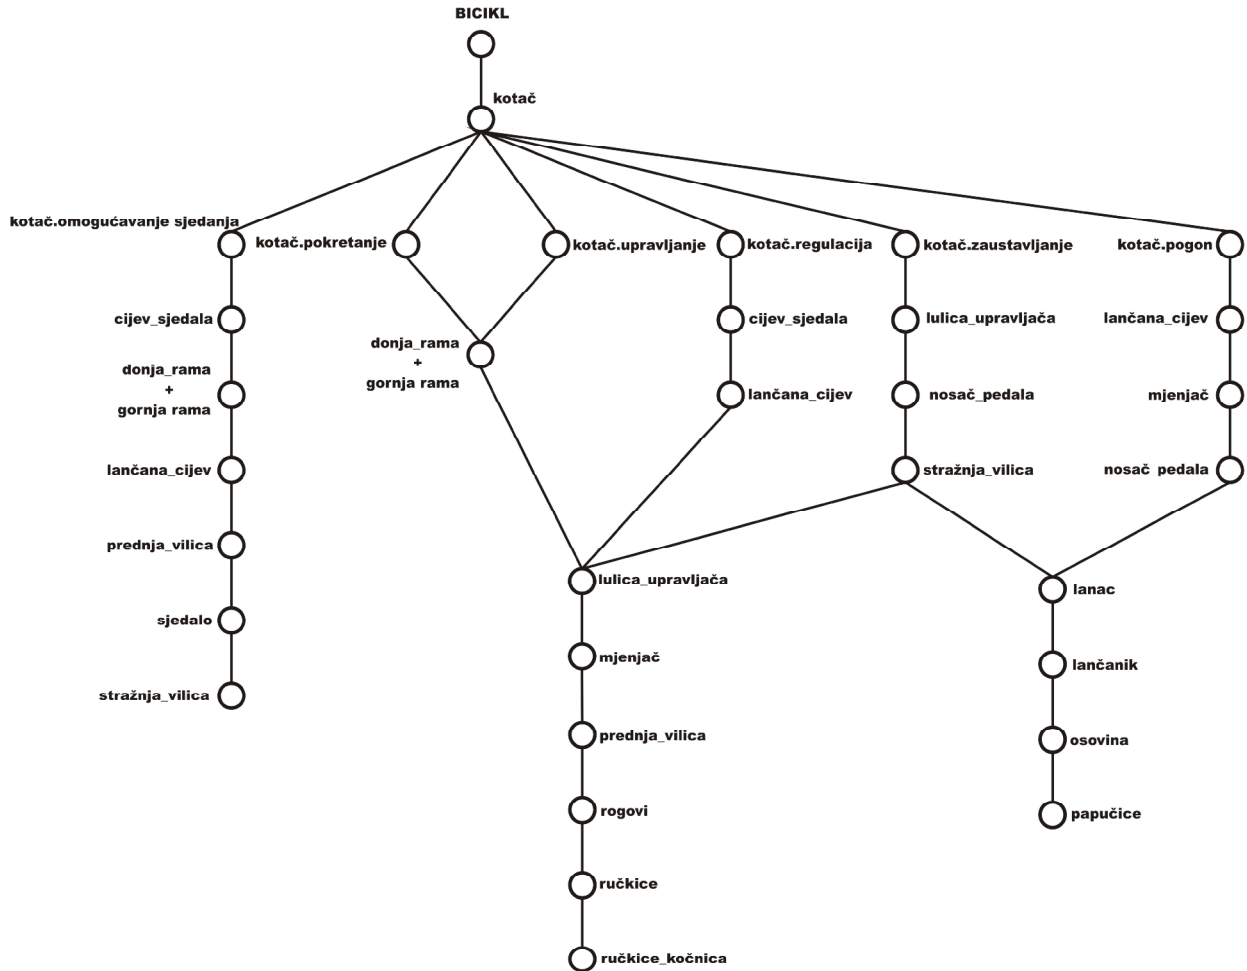 BICIKL
kotač
kotač.omogućavanje sjedanja
kotač.pokretanje
kotač.upravljanje
kotač.regulacija
kotač.zaustavljanje
kotač.pogon
cijev_sjedala
cijev_sjedala
lulica_upravljača
lančana_cijev
donja_rama
+
gornja rama
donja_rama
+
gornja rama
lančana_cijev
nosač_pedala
mjenjač
lančana_cijev
stražnja_vilica
nosač pedala
prednja_vilica
lulica_upravljača
lanac
sjedalo
mjenjač
lančanik
stražnja_vilica
prednja_vilica
osovina
rogovi
papučice
ručkice
ručkice_kočnica